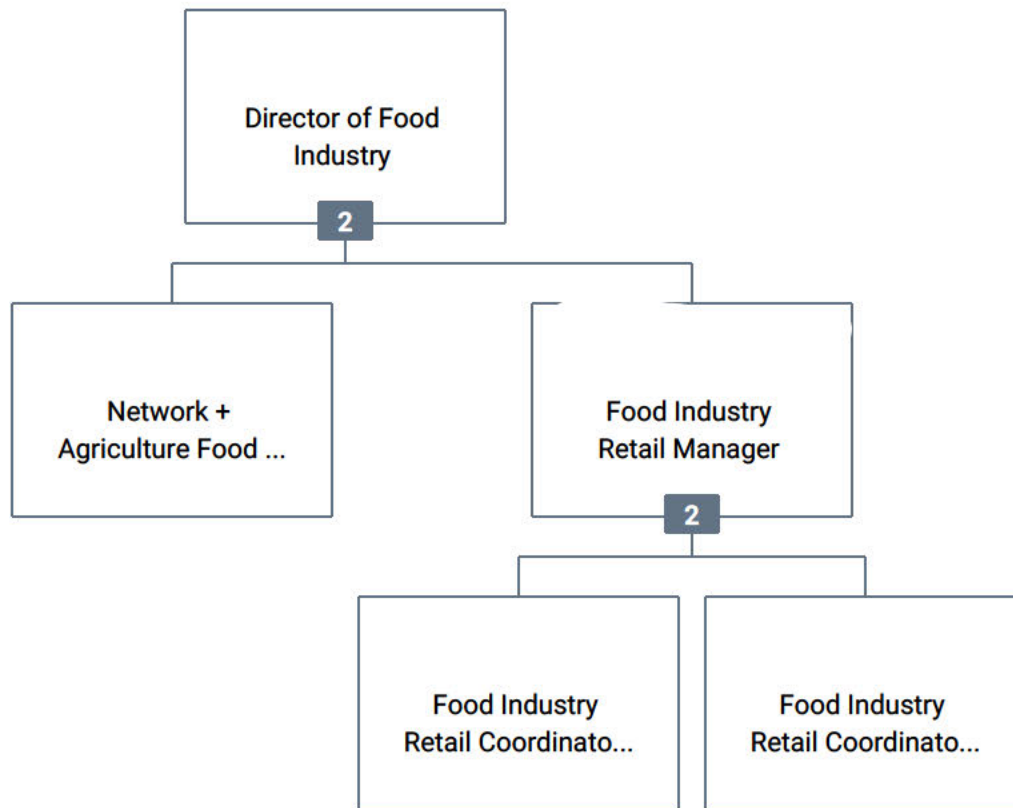 Director of Food
Industry
2
Network +
Agriculture Food ...
Food Industry
Retail Manager
2
Food Industry
Retail Coordinato...
Food Industry
Retail Coordinato...